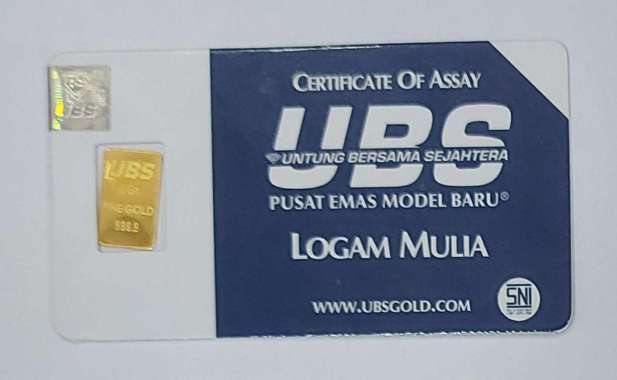 UBS
UBS
FINE GOLD
999.9
CERTIFICATE OF ASSAY
UBS
UNTUNG BERSAMA SEJAHTERA
PUSAT EMAS MODEL BARU®
LOGAM MULIA
WWW.UBSGOLD.COM
SNI